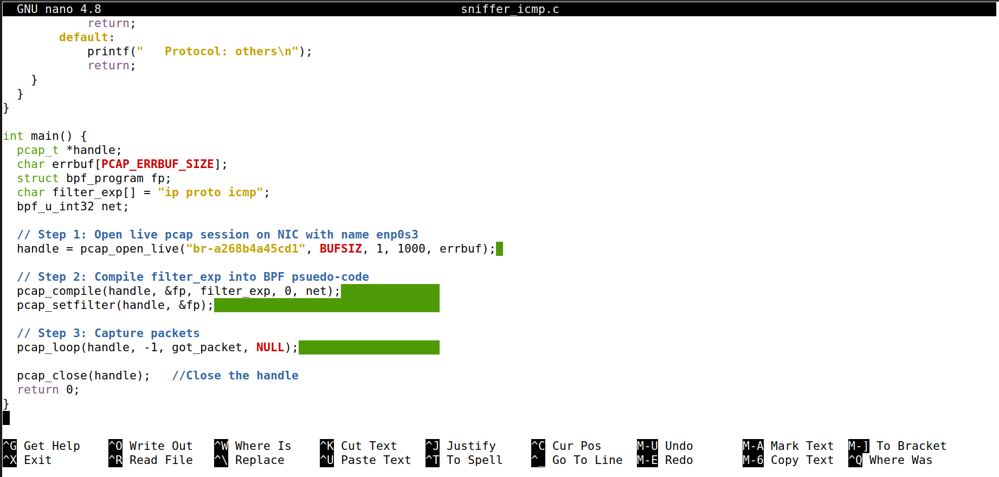 GNU nano 4.8 sniffer_icmp.c
return;
default:
printf("   Protocol: others\n");
return;
}
}
}
int main() {
pcap_t *handle;
char errbuf[PCAP_ERRBUF_SIZE];
struct bpf_program fp;
char filter_exp[] = "ip proto icmp";
bpf_u_int32 net;
// Step 1: Open live pcap session on NIC with name enp0s3
handle = pcap_open_live("br-a268b4a45cd1", BUFSIZ, 1, 1000, errbuf);
// Step 2: Compile filter_exp into BPF psuedo-code
pcap_compile(handle, &fp, filter_exp, 0, net);
pcap_setfilter(handle, &fp);
// Step 3: Capture packets
pcap_loop(handle, -1, got_packet, NULL);
pcap_close(handle);   //Close the handle
return 0;
}
^G Get Help ^O Write Out ^W Where Is ^K Cut Text ^J Justify ^C Cur Pos M-U Undo M-A Mark Text M-] To Bracket
^X Exit ^R Read File ^\ Replace ^U Paste Text ^T To Spell ^_ Go To Line M-E Redo M-6 Copy Text ^Q Where Was